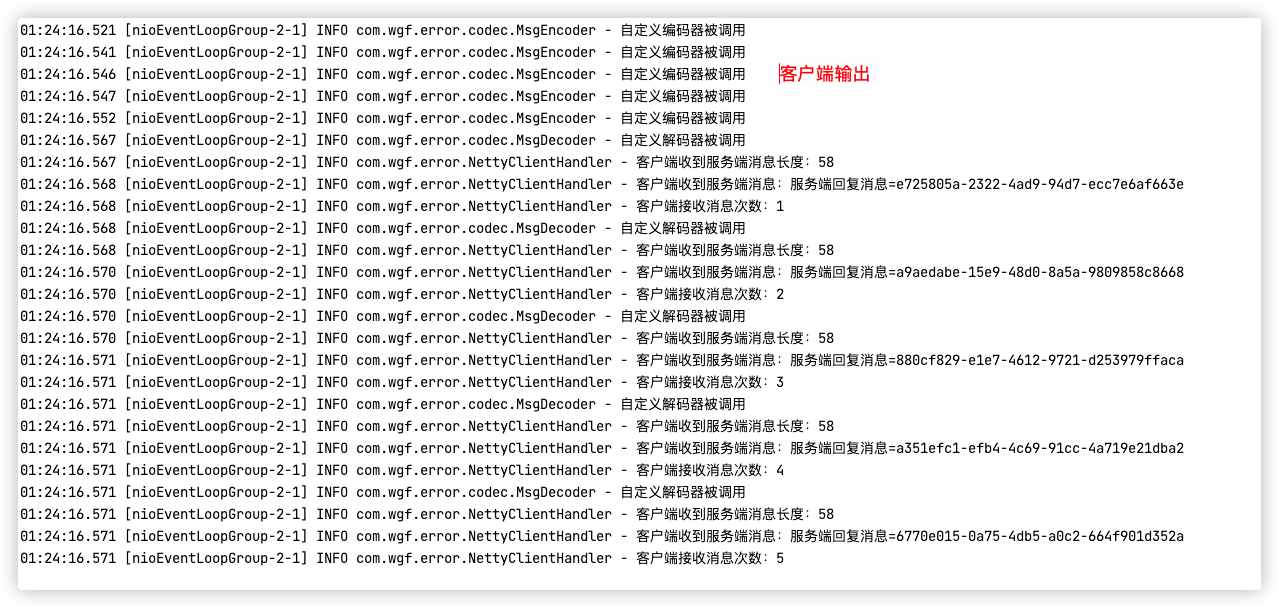 01:24:16.521 [nioEventLoopGroup-2-1] INFO com.wgf.error.codec.MsgEncoder - 自定义编码器被调用
01:24:16.541 [nioEventLoopGroup-2-1] INFO com.wgf.error.codec.MsgEncoder - 自定义编码器被调用
01:24:16.546 [nioEventLoopGroup-2-1] INFO com.wgf.error.codec.MsgEncoder - 自定义编码器被调用 客户端输出
01:24:16.547 [nioEventLoopGroup-2-1] INFO com.wgf.error.codec.MsgEncoder - 自定义编码器被调用
01:24:16.552 [nioEventLoopGroup-2-1] INFO com.wgf.error.codec.MsgEncoder - 自定义编码器被调用
01:24:16.567 [nioEventLoopGroup-2-1] INFO com.wgf.error.codec.MsgDecoder - 自定义解码器被调用
01:24:16.567 [nioEventLoopGroup-2-1] INFO com.wgf.error.NettyClientHandler - 客户端收到服务端消息长度：58
01:24:16.568 [nioEventLoopGroup-2-1] INFO com.wgf.error.NettyClientHandler - 客户端收到服务端消息：服务端回复消息=e725805a-2322-4ad9-94d7-ecc7e6af663e
01:24:16.568 [nioEventLoopGroup-2-1] INFO com.wgf.error.NettyClientHandler - 客户端接收消息次数：1
01:24:16.568 [nioEventLoopGroup-2-1] INFO com.wgf.error.codec.MsgDecoder - 自定义解码器被调用
01:24:16.568 [nioEventLoopGroup-2-1] INFO com.wgf.error.NettyClientHandler - 客户端收到服务端消息长度：58
01:24:16.570 [nioEventLoopGroup-2-1] INFO com.wgf.error.NettyClientHandler - 客户端收到服务端消息：服务端回复消息=a9aedabe-15e9-48d0-8a5a-9809858c8668
01:24:16.570 [nioEventLoopGroup-2-1] INFO com.wgf.error.NettyClientHandler - 客户端接收消息次数：2
01:24:16.570 [nioEventLoopGroup-2-1] INFO com.wgf.error.codec.MsgDecoder - 自定义解码器被调用
01:24:16.570 [nioEventLoopGroup-2-1] INFO com.wgf.error.NettyClientHandler - 客户端收到服务端消息长度：58
01:24:16.571 [nioEventLoopGroup-2-1] INFO com.wgf.error.NettyClientHandler - 客户端收到服务端消息：服务端回复消息=880cf829-e1e7-4612-9721-d253979ffaca
01:24:16.571 [nioEventLoopGroup-2-1] INFO com.wgf.error.NettyClientHandler - 客户端接收消息次数：3
01:24:16.571 [nioEventLoopGroup-2-1] INFO com.wgf.error.codec.MsgDecoder - 自定义解码器被调用
01:24:16.571 [nioEventLoopGroup-2-1] INFO com.wgf.error.NettyClientHandler - 客户端收到服务端消息长度：58
01:24:16.571 [nioEventLoopGroup-2-1] INFO com.wgf.error.NettyClientHandler - 客户端收到服务端消息：服务端回复消息=a351efc1-efb4-4c69-91cc-4a719e21dba2
01:24:16.571 [nioEventLoopGroup-2-1] INFO com.wgf.error.NettyClientHandler - 客户端接收消息次数：4
01:24:16.571 [nioEventLoopGroup-2-1] INFO com.wgf.error.codec.MsgDecoder - 自定义解码器被调用
01:24:16.571 [nioEventLoopGroup-2-1] INFO com.wgf.error.NettyClientHandler - 客户端收到服务端消息长度：58
01:24:16.571 [nioEventLoopGroup-2-1] INFO com.wgf.error.NettyClientHandler - 客户端收到服务端消息：服务端回复消息=6770e015-0a75-4db5-a0c2-664f901d352a
01:24:16.571 [nioEventLoopGroup-2-1] INFO com.wgf.error.NettyClientHandler - 客户端接收消息次数：5